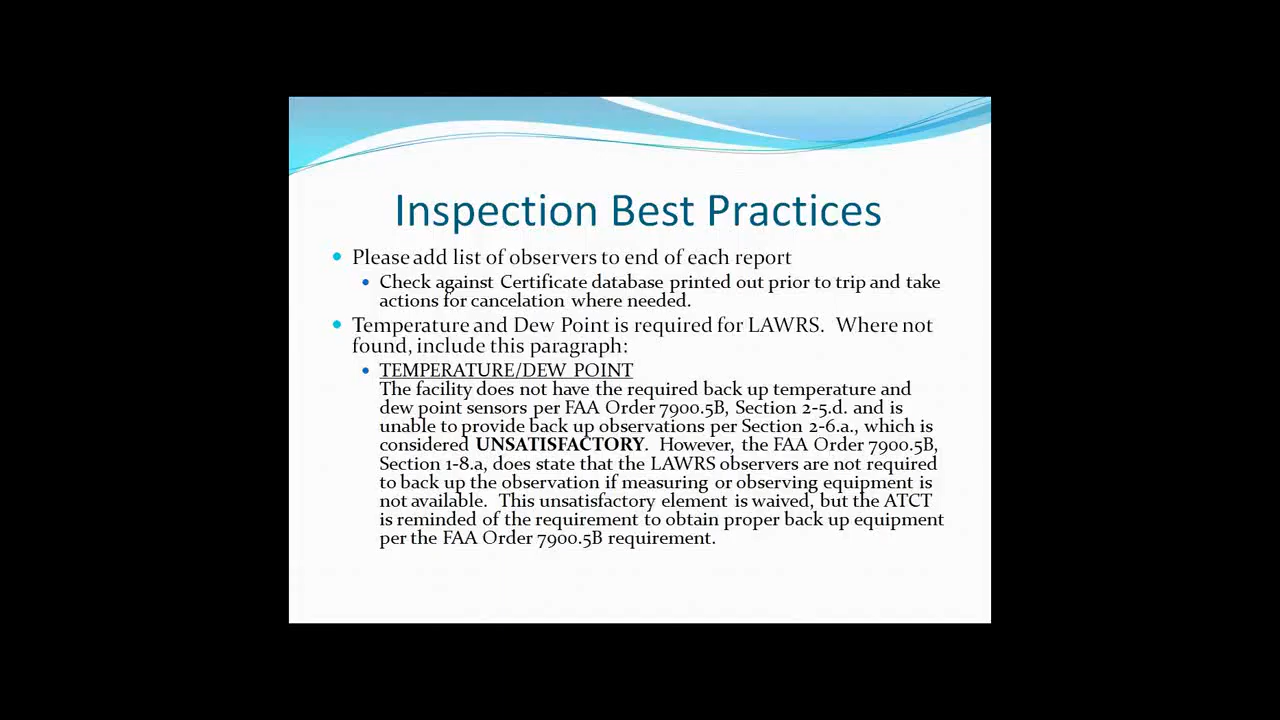 Inspection Best Practices
Please add list of observers to end of each report
Check against Certificate database printed out prior to trip and take
actions for cancelation where needed.
Temperature and Dew Point is required for LAWRS.  Where not
found, include this paragraph:
TEMPERATURE/DEW POINT
The facility does not have the required back up temperature and
dew point sensors per FAA Order 7900.5B, Section 2-5.d. and is
unable to provide back up observations per Section 2-6.a., which is
considered UNSATISFACTORY.  However, the FAA Order 7900.5B,
Section 1-8.a, does state that the LAWRS observers are not required
to back up the observation if measuring or observing equipment is
not available.  This unsatisfactory element is waived, but the ATCT
is reminded of the requirement to obtain proper back up equipment
per the FAA Order 7900.5B requirement.